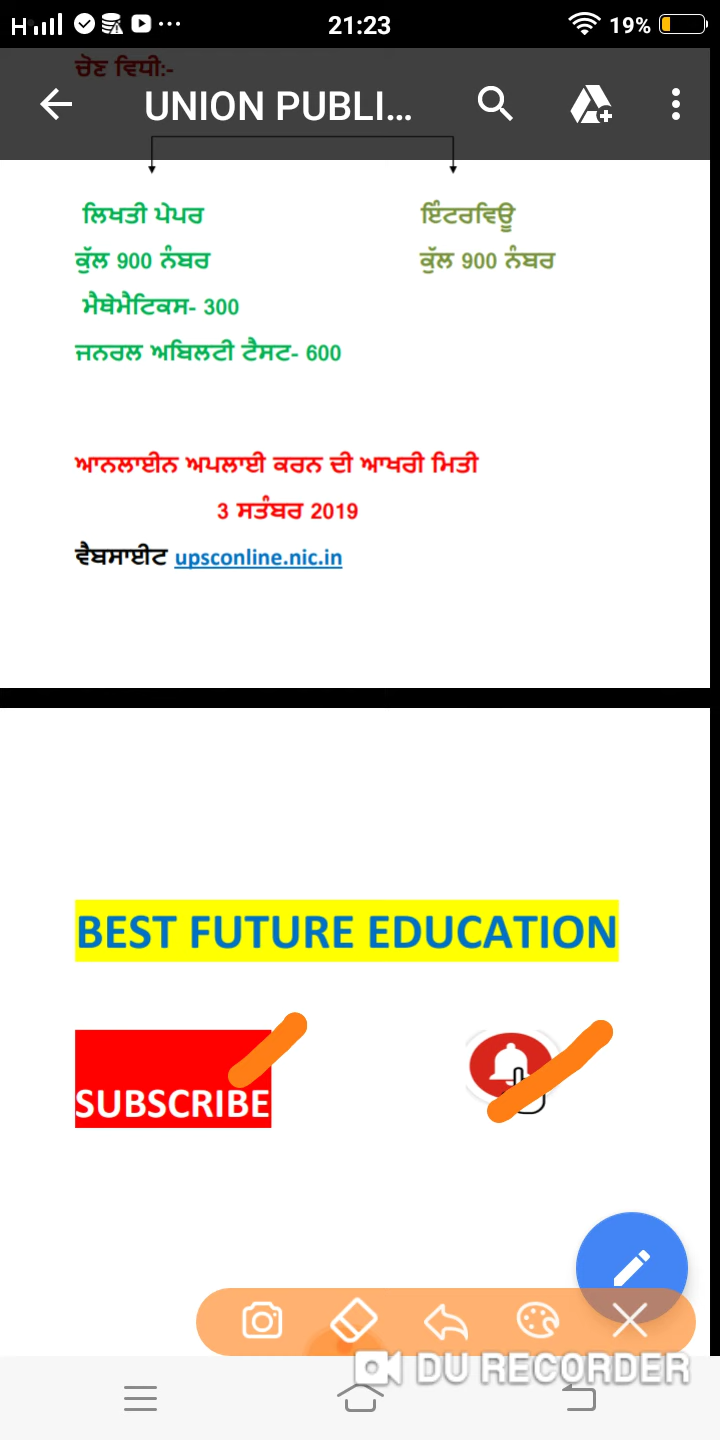 H 21:23 19%
ਚੋਣ ਵਿਧੀ:-
UNION PUBLI...
ਲਿਖਤੀ ਪੇਪਰ ਇੰਟਰਵਿਊ
ਕੁੱਲ 900 ਨੰਬਰ ਕੁੱਲ 900 ਨੰਬਰ
ਮੈਥੇਮੈਟਿਕਸ- 300
ਜਨਰਲ ਅਬਿਲਟੀ ਟੈਸਟ- 600
ਆਨਲਾਈਨ ਅਪਲਾਈ ਕਰਨ ਦੀ ਆਖਰੀ ਮਿਤੀ
3 ਸਤੰਬਰ 2019
ਵੈਬਸਾਈਟ upsconline.nic.in
BEST FUTURE EDUCATION
SUBSCRIBE
DU RECORDER